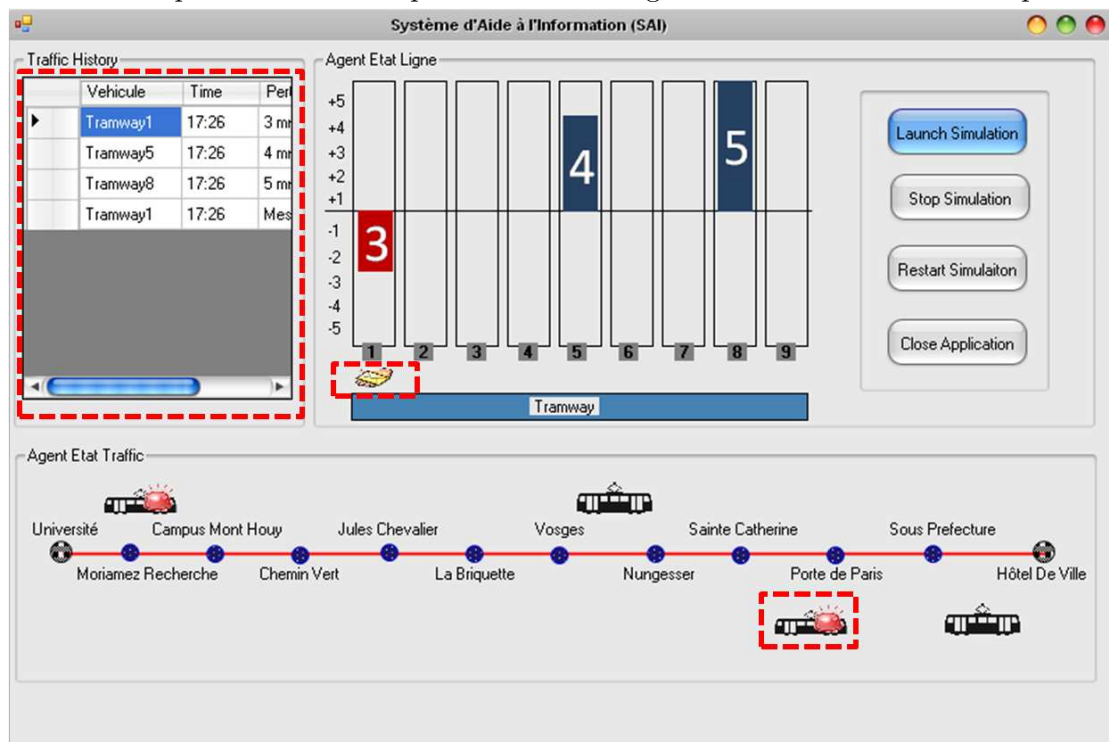 Système d'Aide à l'Information (SAI)
Traffic History
Vehicule Time
Tramway1 17:26 3
Tramway5 17:26 4
Tramway8 17:26 5
Tramway1 17:26 Mes
Agent Etat Ligne
+5
+4
+3
+2
+1
-1
-2
-3
-4
-5
3
4
5
1 2 3 4 5 6 7 8 9
Tramway
Launch Simulation
Stop Simulation
Restart Simulaiton
Close Application
Agent Etat Traffic
Université Campus Mont Houy Jules Chevalier Vosges Sainte Catherine Sous Prefecture
Moriamez Recherche Chemin Vert La Briquette Nungesser Porte de Paris Hôtel De Ville